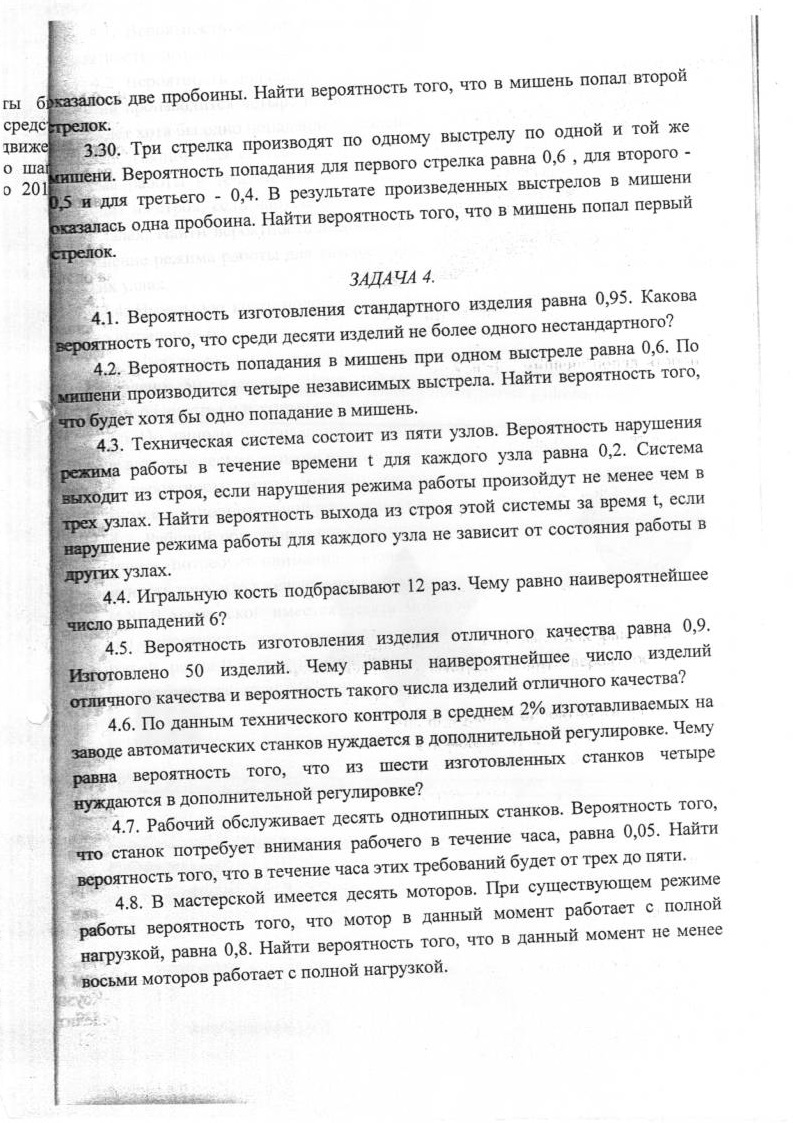 ты б
оказалось две пробоины. Найти вероятность того, что в мишень попал второй
средс
стрелок.
движе
3.30. Три стрелка производят по одному выстрелу по одной и той же
о шаг
мишени. Вероятность попадания для первого стрелка равна 0,6 , для второго -
о 201
0,5 и для третьего - 0,4. В результате произведенных выстрелов в мишени
оказалась одна пробоина. Найти вероятность того, что в мишень попал первый
стрелок.
ЗАДАЧА 4.
4.1. Вероятность изготовления стандартного изделия равна 0,95. Какова
вероятность того, что среди десяти изделий не более одного нестандартного?
4.2. Вероятность попадания в мишень при одном выстреле равна 0,6. По
мишени производится четыре независимых выстрела. Найти вероятность того,
что будет хотя бы одно попадание в мишень.
4.3. Техническая система состоит из пяти узлов. Вероятность нарушения
режима работы в течение времени t для каждого узла равна 0,2. Система
выходит из строя, если нарушения режима работы произойдут не менее чем в
трех узлах. Найти вероятность выхода из строя этой системы за время t, если
нарушение режима работы для каждого узла не зависит от состояния работы в
других узлах.
4.4. Игральную кость подбрасывают 12 раз. Чему равно наивероятнейшее
число выпадений 6?
4.5. Вероятность изготовления изделия отличного качества равна 0,9.
Изготовлено 50 изделий. Чему равны наивероятнейшее число изделий
отличного качества и вероятность такого числа изделий отличного качества?
4.6. По данным технического контроля в среднем 2% изготавливаемых на
заводе автоматических станков нуждается в дополнительной регулировке. Чему
равна вероятность того, что из шести изготовленных станков четыре
нуждаются в дополнительной регулировке?
4.7. Рабочий обслуживает десять однотипных станков. Вероятность того,
что станок потребует внимания рабочего в течение часа, равна 0,05. Найти
вероятность того, что в течение часа этих требований будет от трех до пяти.
4.8. В мастерской имеется десять моторов. При существующем режиме
работы вероятность того, что мотор в данный момент работает с полной
нагрузкой, равна 0,8. Найти вероятность того, что в данный момент не менее
восьми моторов работает с полной нагрузкой.